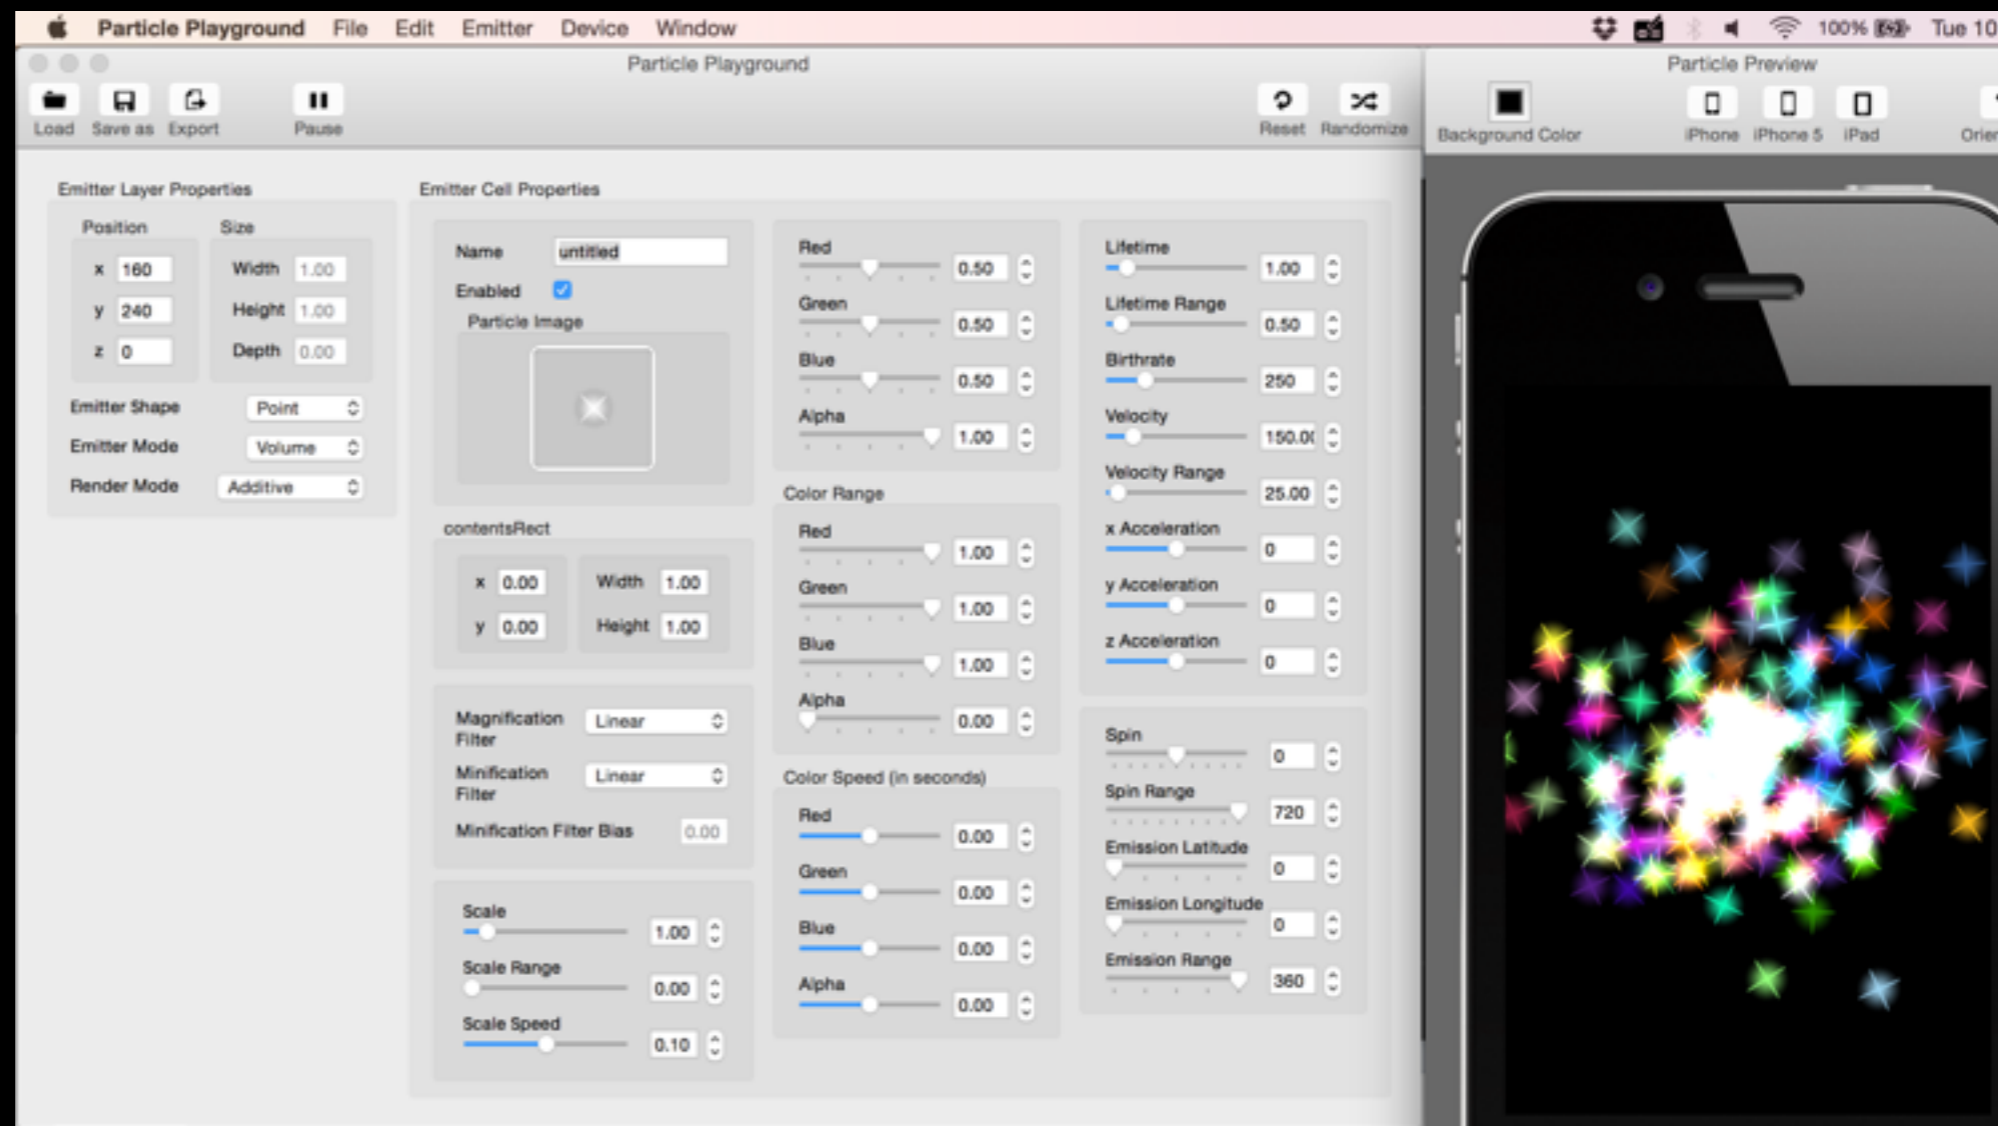 Particle Playground File Edit Emitter Device Window 100% Tue 10
Particle Playground
Load Save as Export Pause Reset Randomize
Emitter Layer Properties
Position Size
x 160 Width 1.00
y 240 Height 1.00
z 0 Depth 0.00
Emitter Shape Point
Emitter Mode Volume
Render Mode Additive
Emitter Cell Properties
Name untitled
Enabled
Particle Image
contentsRect
x 0.00 Width 1.00
y 0.00 Height 1.00
Magnification
Filter
Linear
Minification
Filter
Linear
Minification Filter Bias 0.00
Scale
1.00
Scale Range
0.00
Scale Speed
0.10
Red
0.50
Green
0.50
Blue
0.50
Alpha
1.00
Color Range
Red
1.00
Green
1.00
Blue
1.00
Alpha
0.00
Color Speed (in seconds)
Red
0.00
Green
0.00
Blue
0.00
Alpha
0.00
Lifetime
1.00
Lifetime Range
0.50
Birthrate
250
Velocity
150.0
Velocity Range
25.00
x Acceleration
0
y Acceleration
0
z Acceleration
0
Spin
0
Spin Range
720
Emission Latitude
0
Emission Longitude
0
Emission Range
360
Particle Preview
Background Color iPhone iPhone 5 iPad Orien